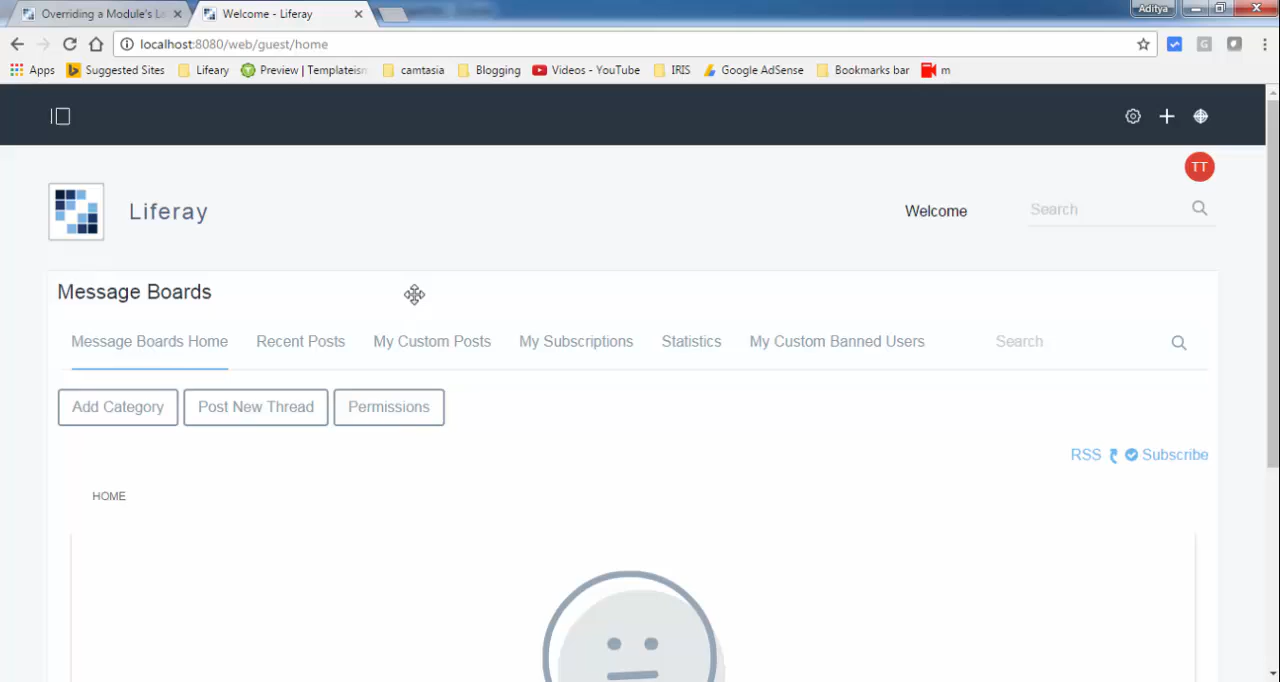 Overriding a Module's La
Welcome - Liferay
Aditya
localhost:8080/web/guest/home
Apps Suggested Sites Lifeary Preview | Templateism camtasia Blogging Videos - YouTube IRIS Google AdSense Bookmarks bar m
TT
Liferay Welcome Search
Message Boards
Message Boards Home Recent Posts My Custom Posts My Subscriptions Statistics My Custom Banned Users Search
Add Category Post New Thread Permissions
RSS Subscribe
HOME